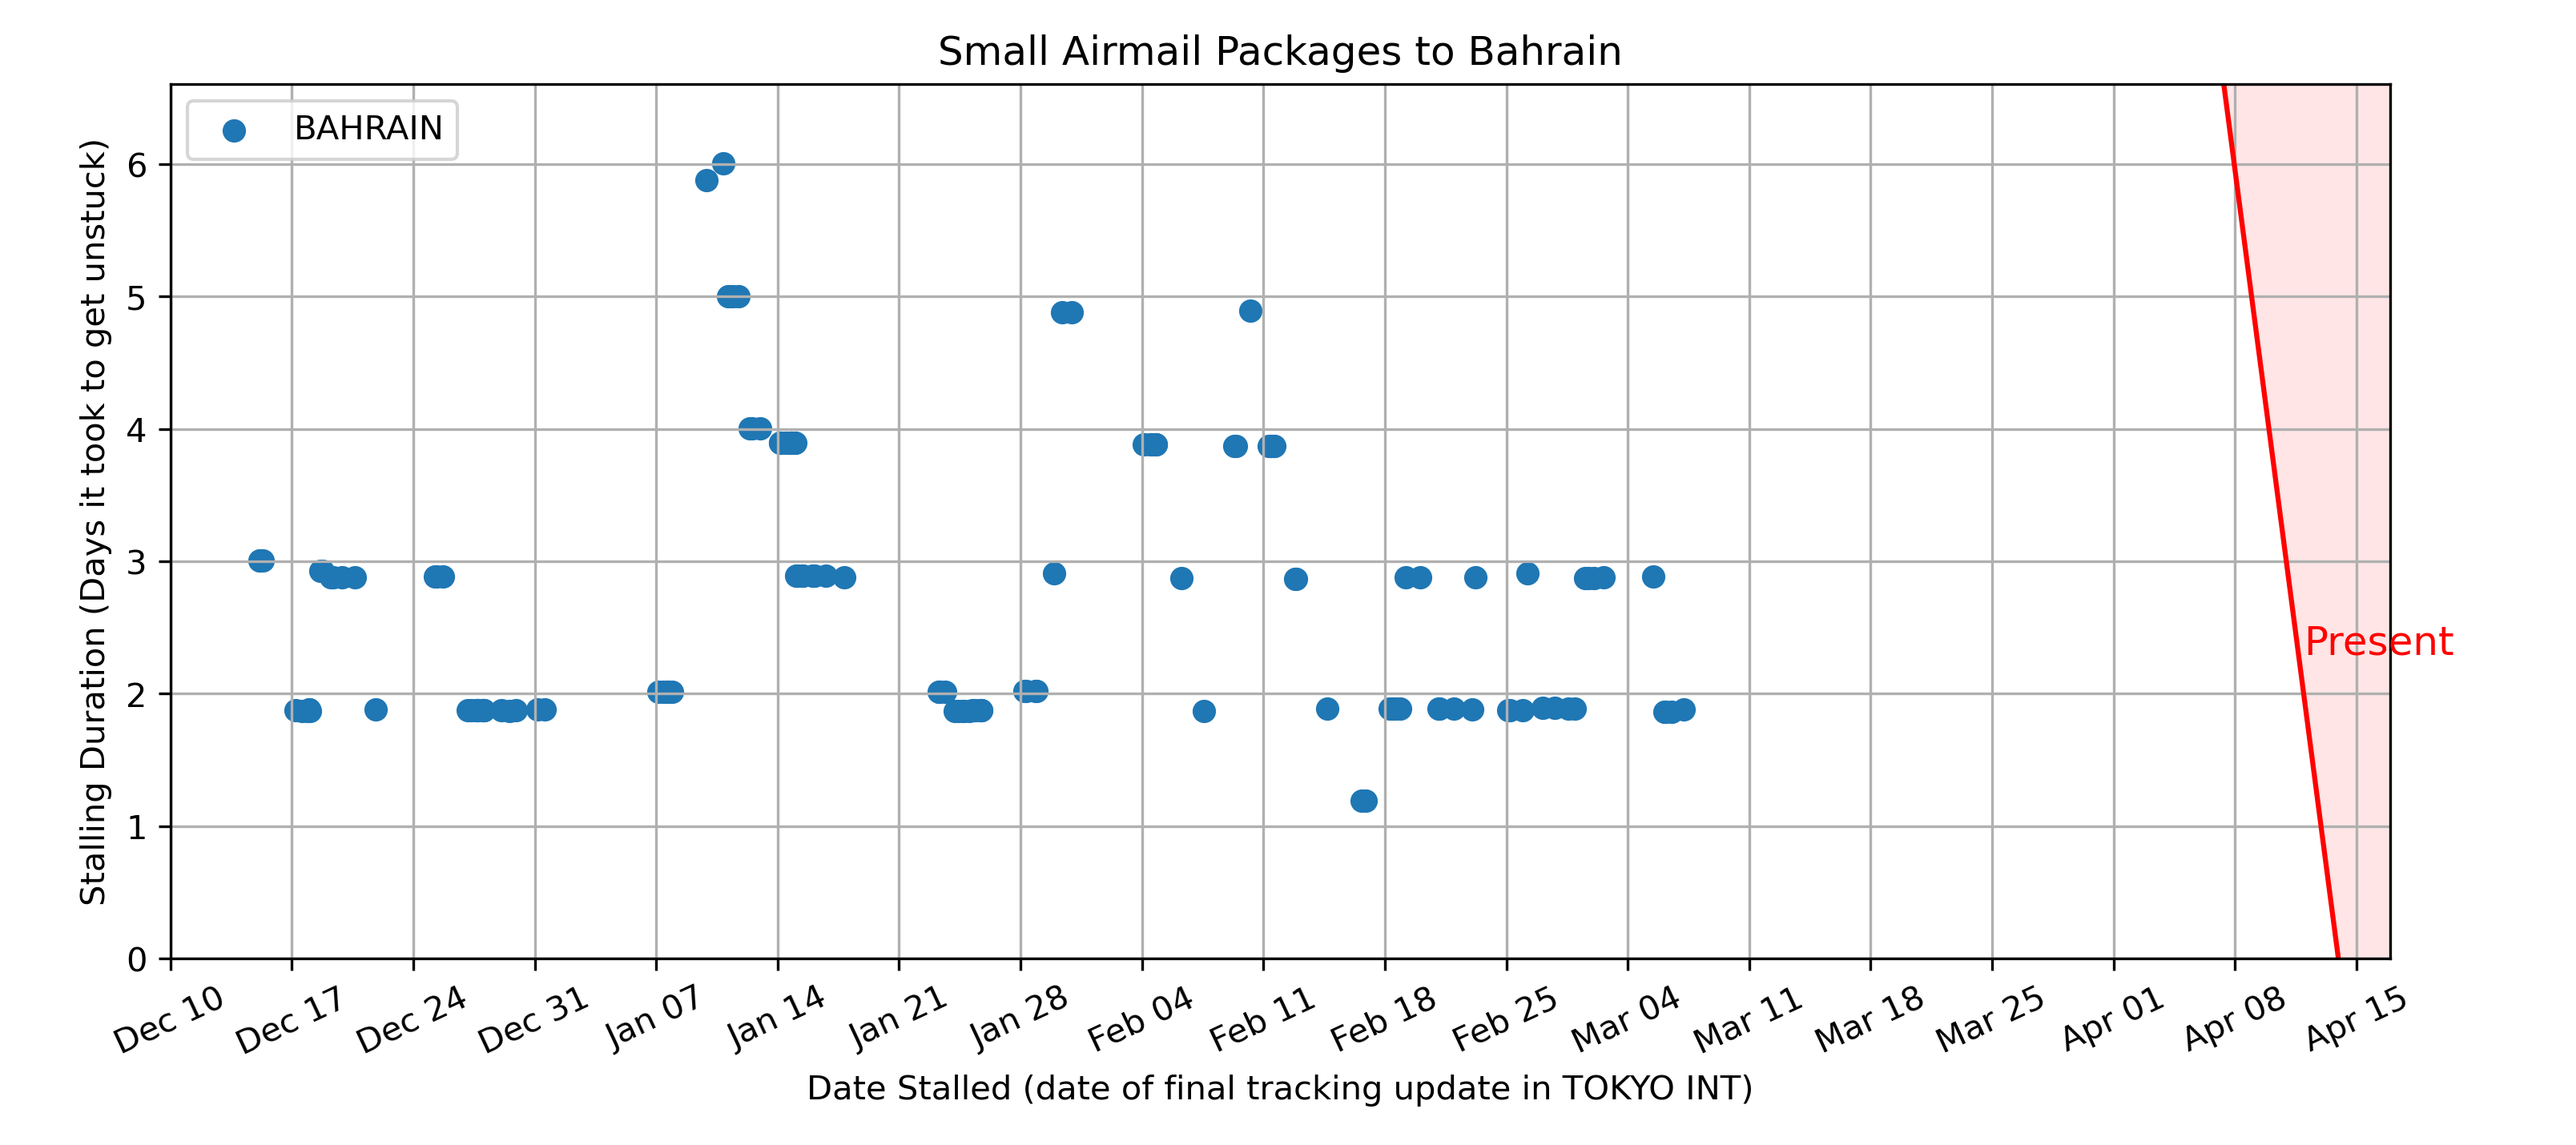 Small Airmail Packages to Bahrain
BAHRAIN
Stalling Duration (Days it took to get unstuck)
6
5
4
3
2
1
0
Present
Dec 10 Dec 17 Dec 24 Dec 31 Jan 07 Jan 14 Jan 21 Jan 28 Feb 04 Feb 11 Feb 18 Feb 25 Mar 04 Mar 11 Mar 18 Mar 25 Apr 01 Apr 08 Apr 15
Date Stalled (date of final tracking update in TOKYO INT)